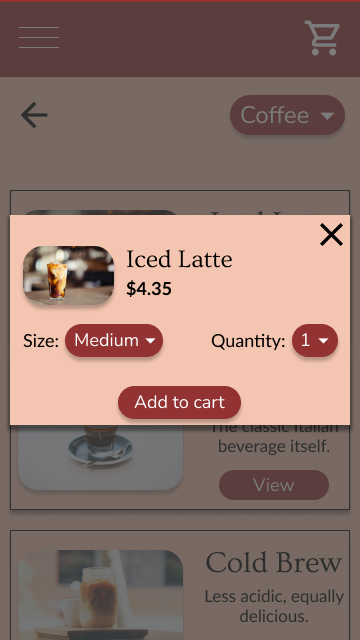 Coffee
Iced Latte
$4.35
Size: Medium
Quantity: 1
Add to cart
The classic Italian
beverage itself.
View
Cold Brew
Less acidic, equally
delicious.